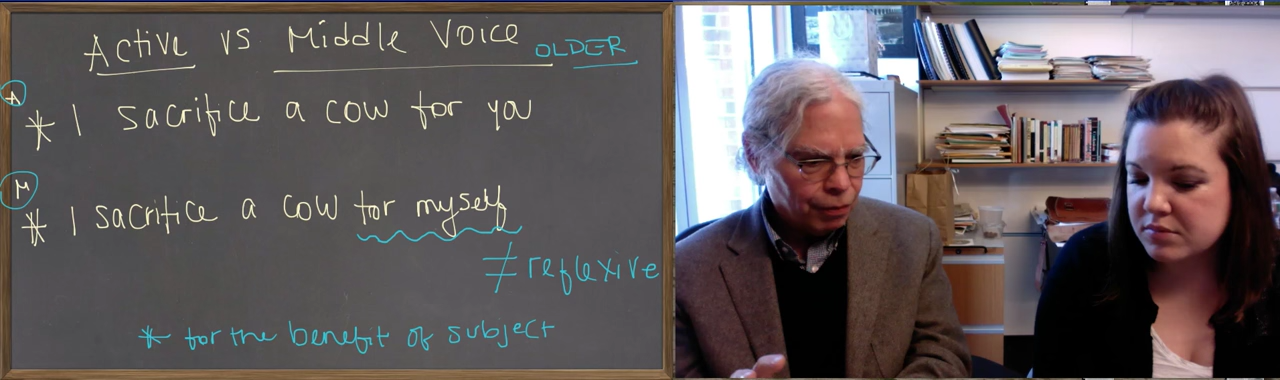 Active vs Middle Voice OLDER
A
* I sacrifice a cow for you
M
* I sacrifice a cow for myself
≠ reflexive
* for the benefit of subject